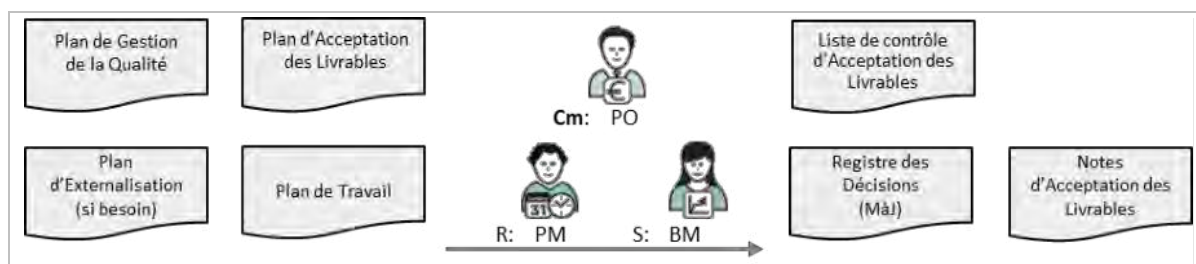 Plan de Gestion
de la Qualité
Plan d'Acceptation
des Livrables
Plan
d'Externalisation
(si besoin)
Plan de Travail
€
Cm: PO
31
R: PM
S: BM
Liste de contrôle
d'Acceptation des
Livrables
Registre des
Décisions
(MàJ)
Notes
d'Acceptation des
Livrables